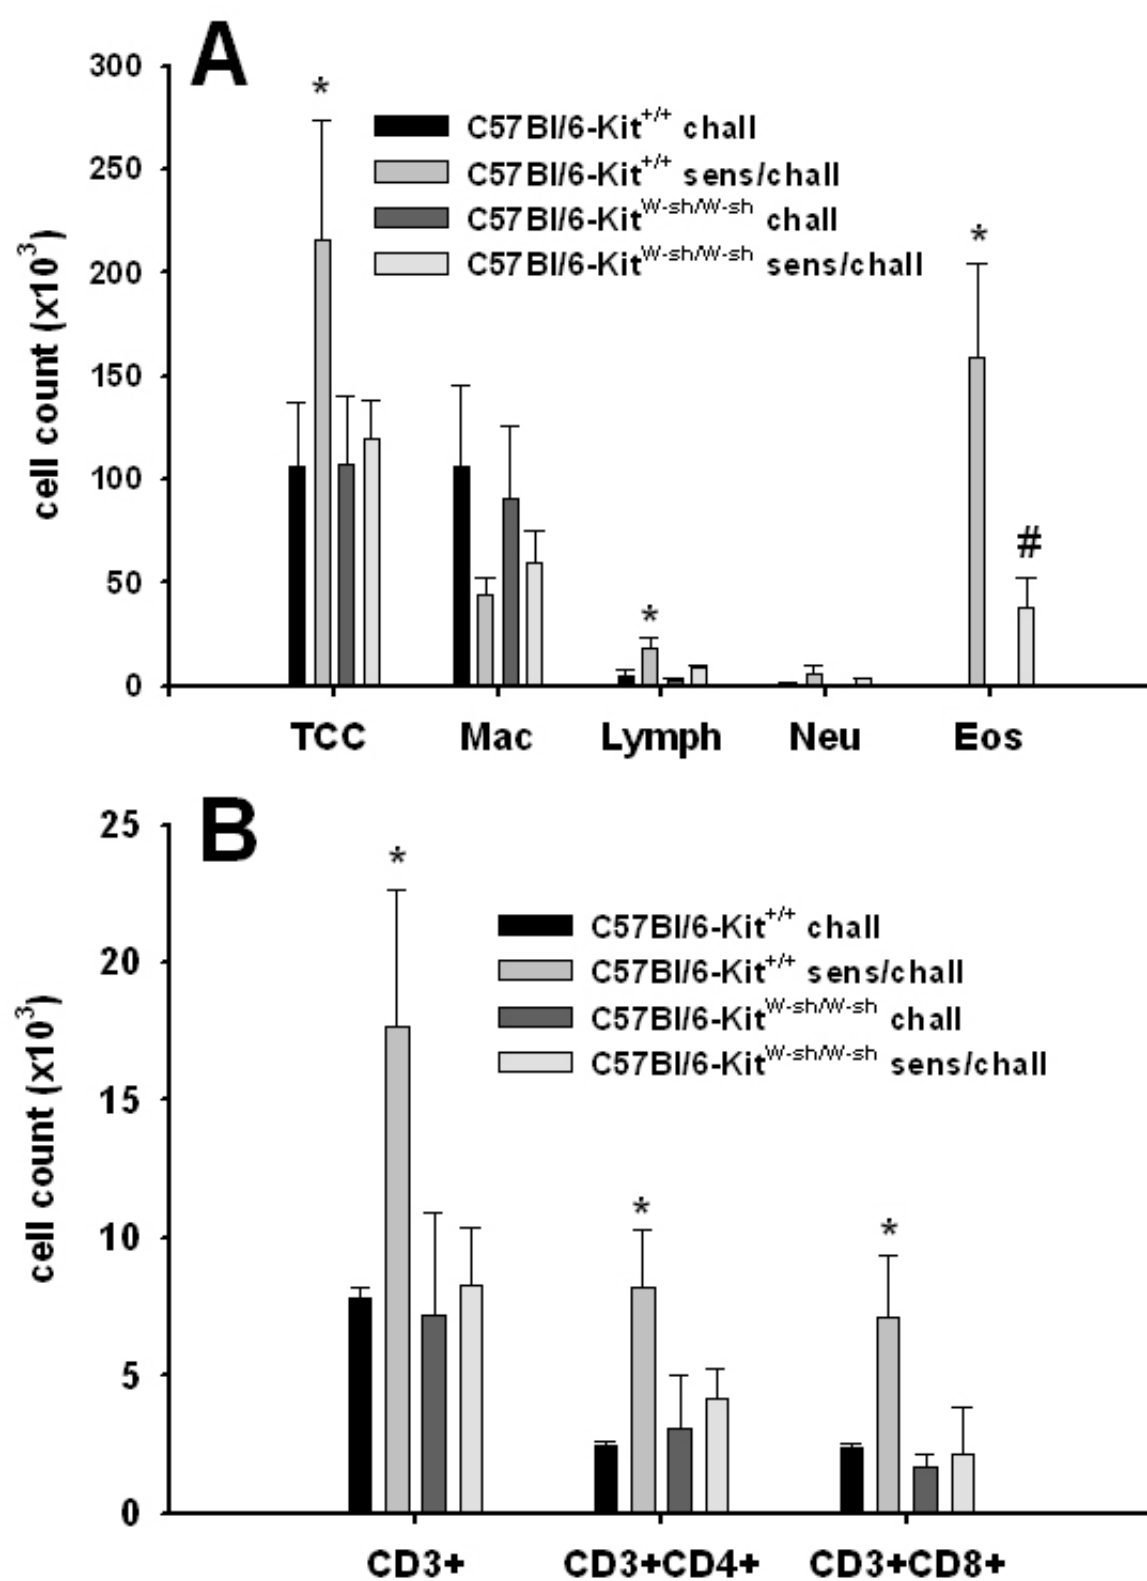 A
300
250
200
150
100
50
0
cell count (x10³)
*
C57Bl/6-Kit+/+ chall
C57Bl/6-Kit+/+ sens/chall
C57Bl/6-KitW-sh/W-sh chall
C57Bl/6-KitW-sh/W-sh sens/chall
*
*
#
TCC Mac Lymph Neu Eos
B
25
20
15
10
5
0
cell count (x10³)
*
C57Bl/6-Kit+/+ chall
C57Bl/6-Kit+/+ sens/chall
C57Bl/6-KitW-sh/W-sh chall
C57Bl/6-KitW-sh/W-sh sens/chall
*
*
CD3+ CD3+CD4+ CD3+CD8+